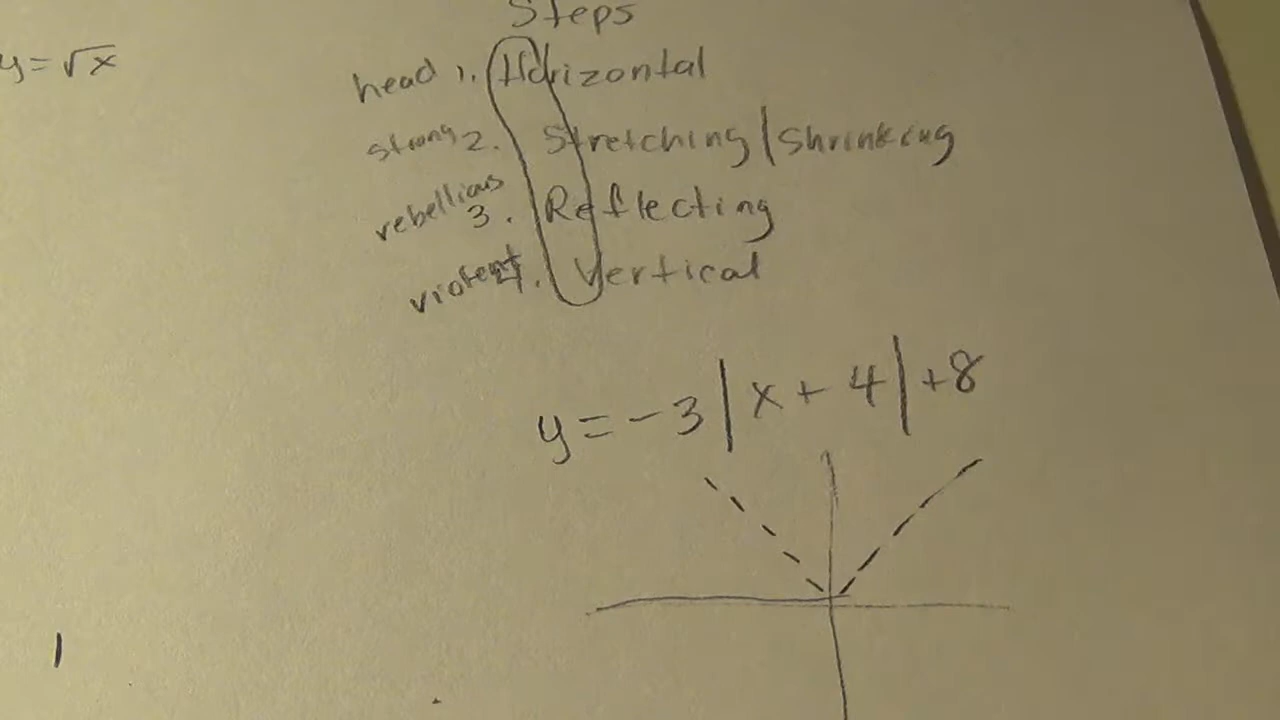 Steps
y = √x
head 1. Horizontal
strong 2. Stretching | Shrinking
rebellious 3. Reflecting
violent 4. Vertical
y = -3 | x + 4 | + 8